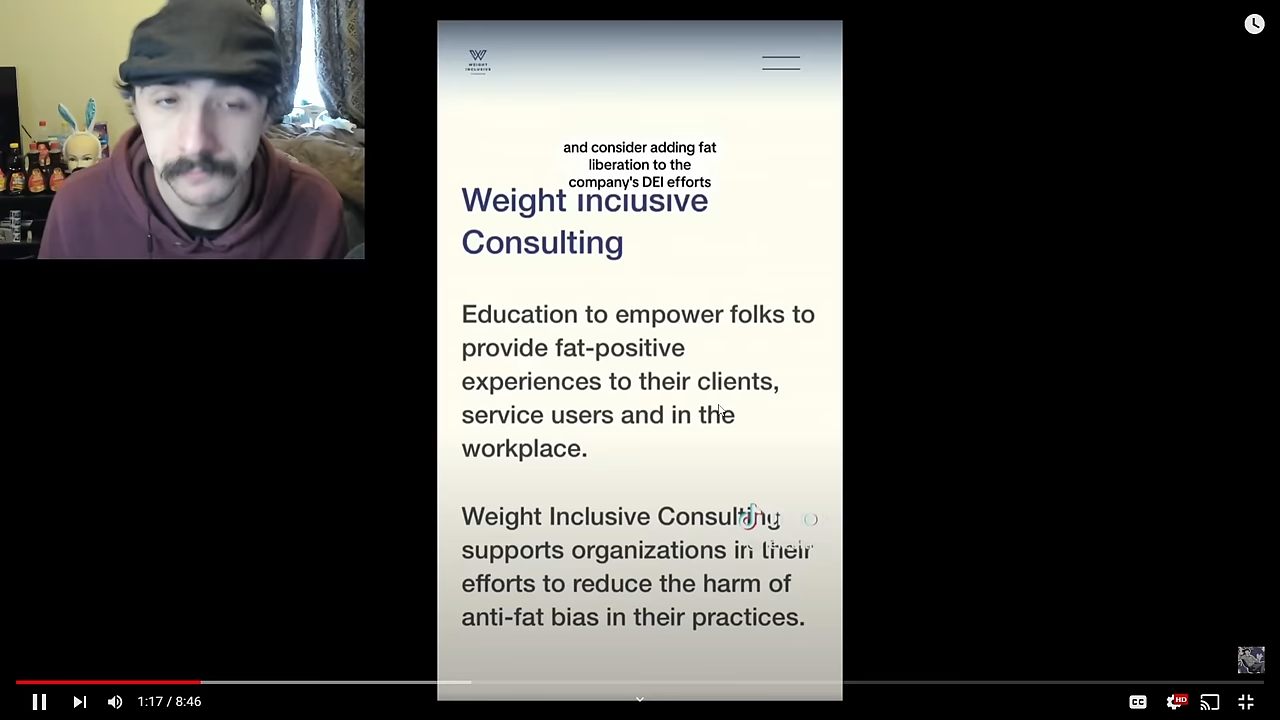 WEIGHT
INCLUSIVE
and consider adding fat
liberation to the
company's DEI efforts
Weight Inclusive
Consulting
Education to empower folks to
provide fat-positive
experiences to their clients,
service users and in the
workplace.
Weight Inclusive Consulting
supports organizations in their
efforts to reduce the harm of
anti-fat bias in their practices.
1:17 / 8:46
CC
HD